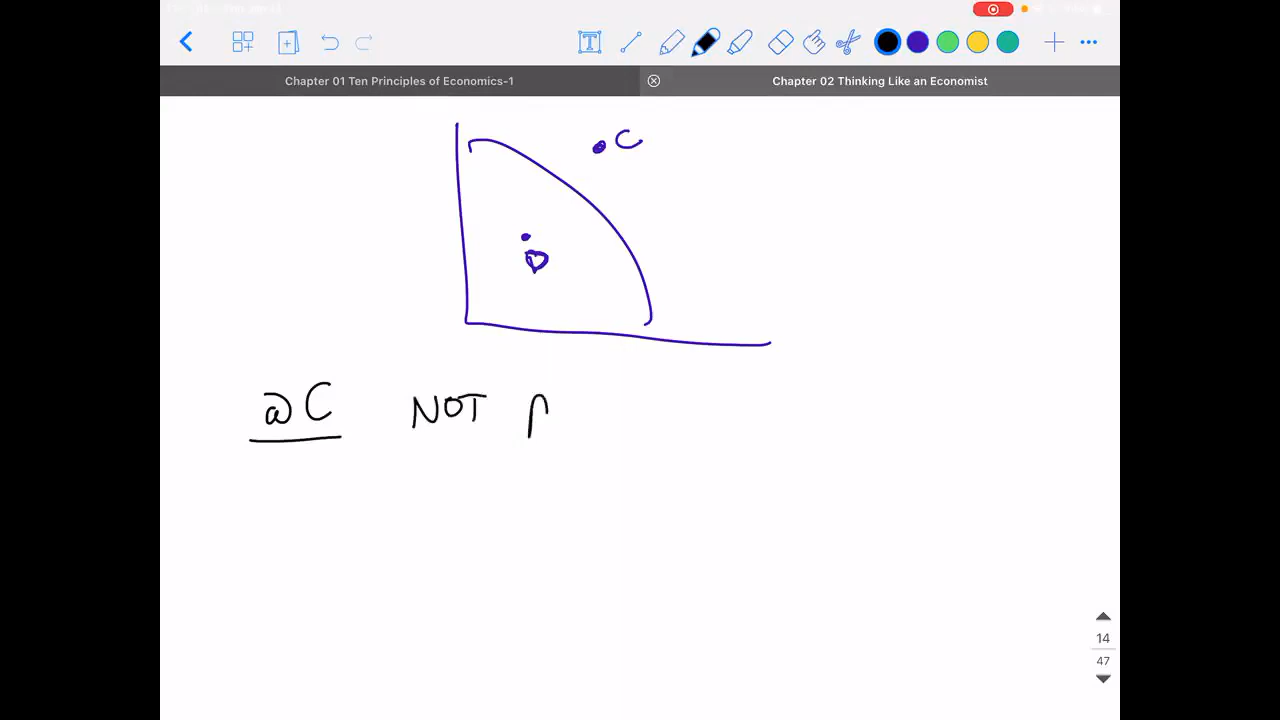 Chapter 01 Ten Principles of Economics-1
Chapter 02 Thinking Like an Economist
C
D
@ C NOT
14
47